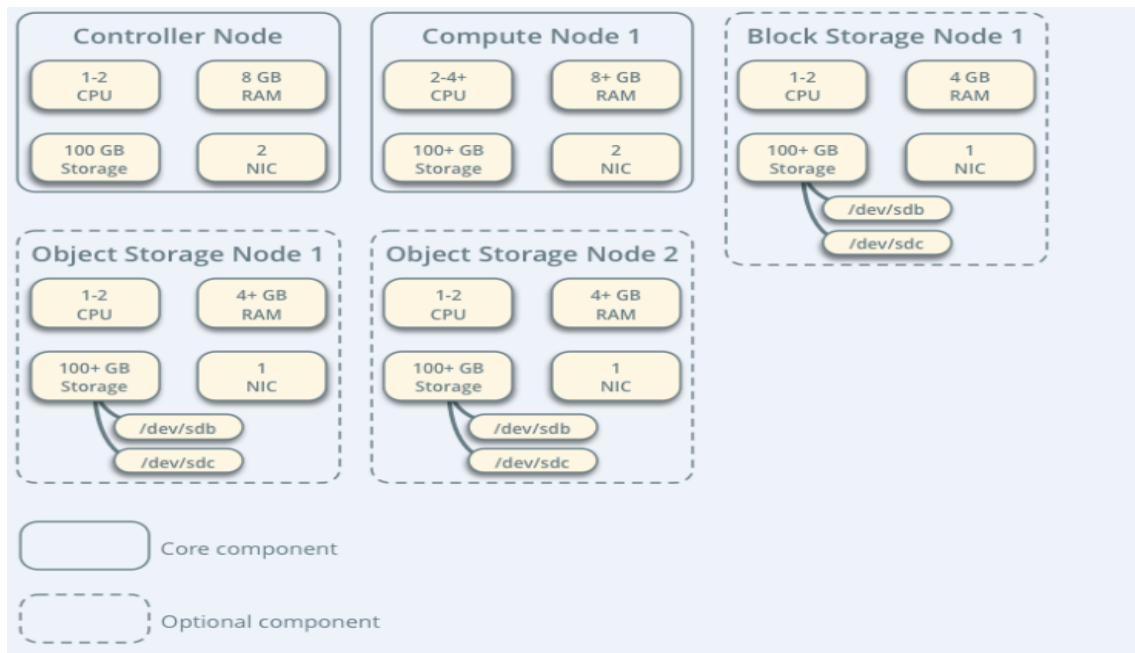 Controller Node
1-2
CPU
8 GB
RAM
100 GB
Storage
2
NIC
Compute Node 1
2-4+
CPU
8+ GB
RAM
100+ GB
Storage
2
NIC
Block Storage Node 1
1-2
CPU
4 GB
RAM
100+ GB
Storage
1
NIC
/dev/sdb
/dev/sdc
Object Storage Node 1
1-2
CPU
4+ GB
RAM
100+ GB
Storage
1
NIC
/dev/sdb
/dev/sdc
Object Storage Node 2
1-2
CPU
4+ GB
RAM
100+ GB
Storage
1
NIC
/dev/sdb
/dev/sdc
Core component
Optional component